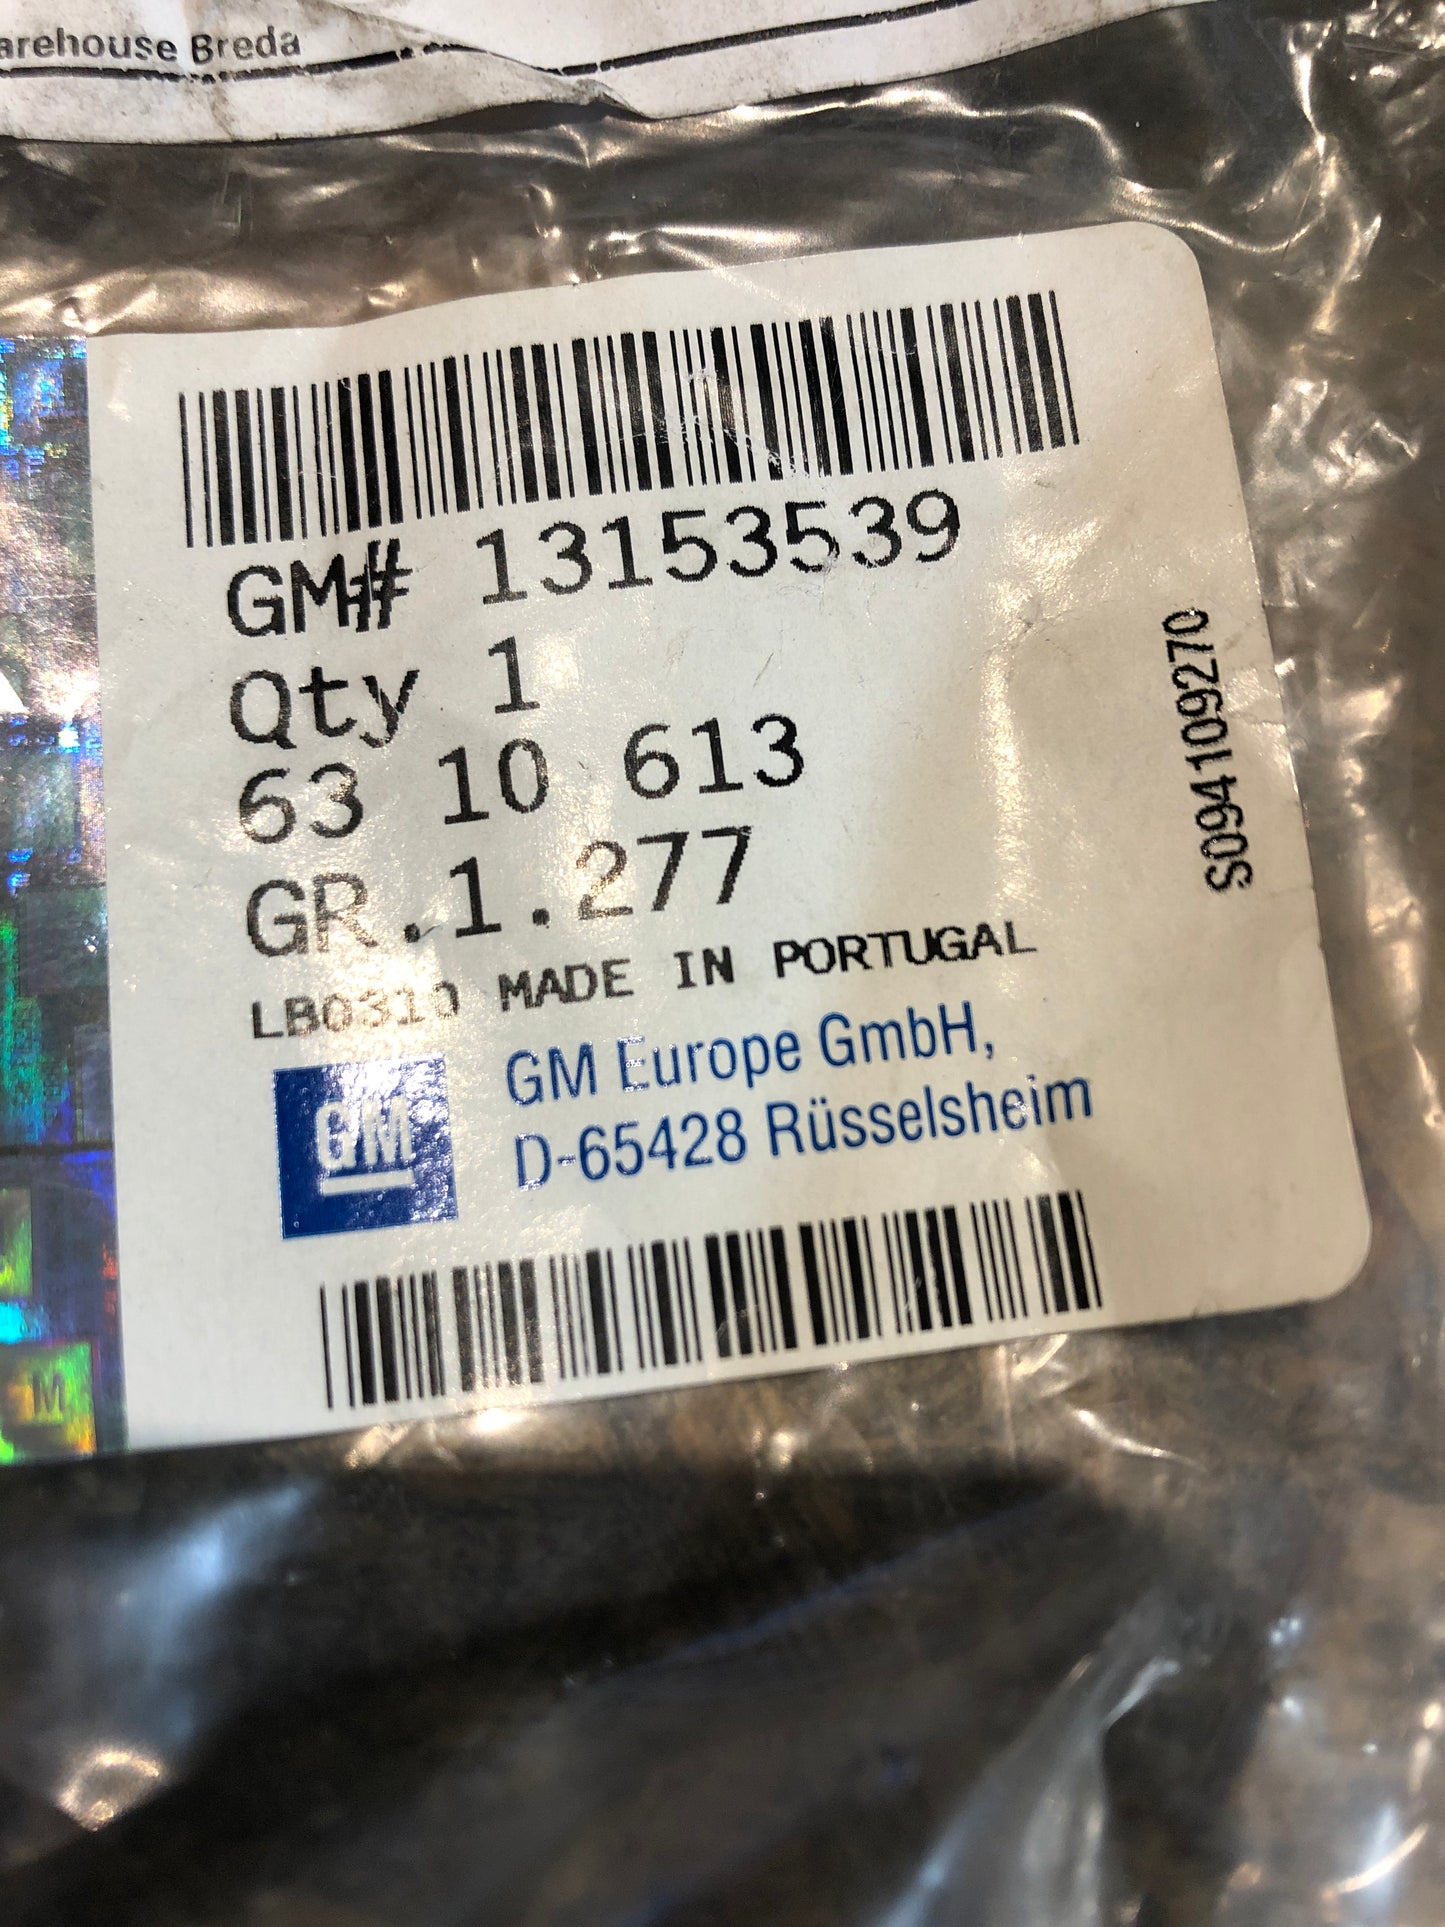 arehouse Breda
GM# 13153539
Qty 1
63 10 613
GR.1.277
LB0310 MADE IN PORTUGAL
GM
GM Europe GmbH,
D-65428 Rüsselsheim
S094109270
M